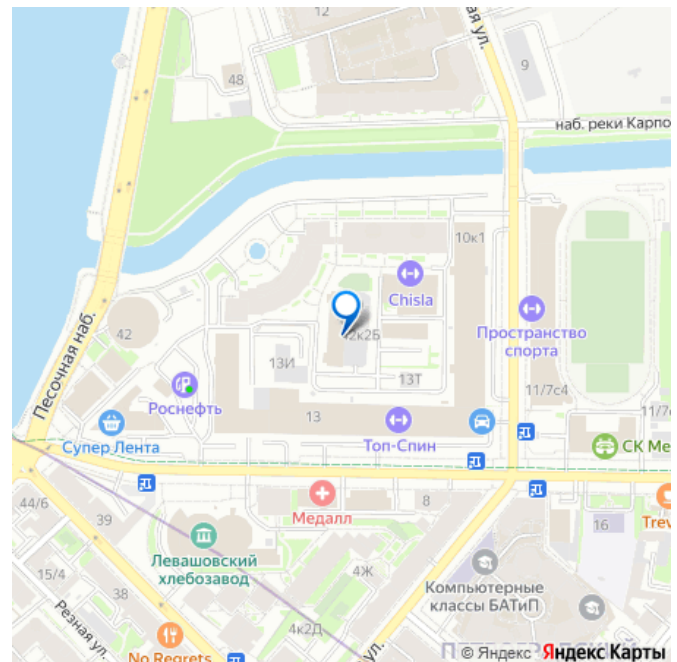 12
ая ул.
48
9
наб. реки Карпо
10к1
Chisla
Песочная наб.
42
42к2Б
Пространство
спорта
13И
13Т
Роснефть
11/7с4
11/7с
13
Топ-Спин
Супер Лента
СК Ме
44/6
39
Медалл
8
16
Trev
Левашовский
хлебозавод
15/4
38
4Ж
Компьютерные
классы БАТиП
Резная ул.
4к2Д
ул.
No Regrets
© Яндекс Яндекс Карты